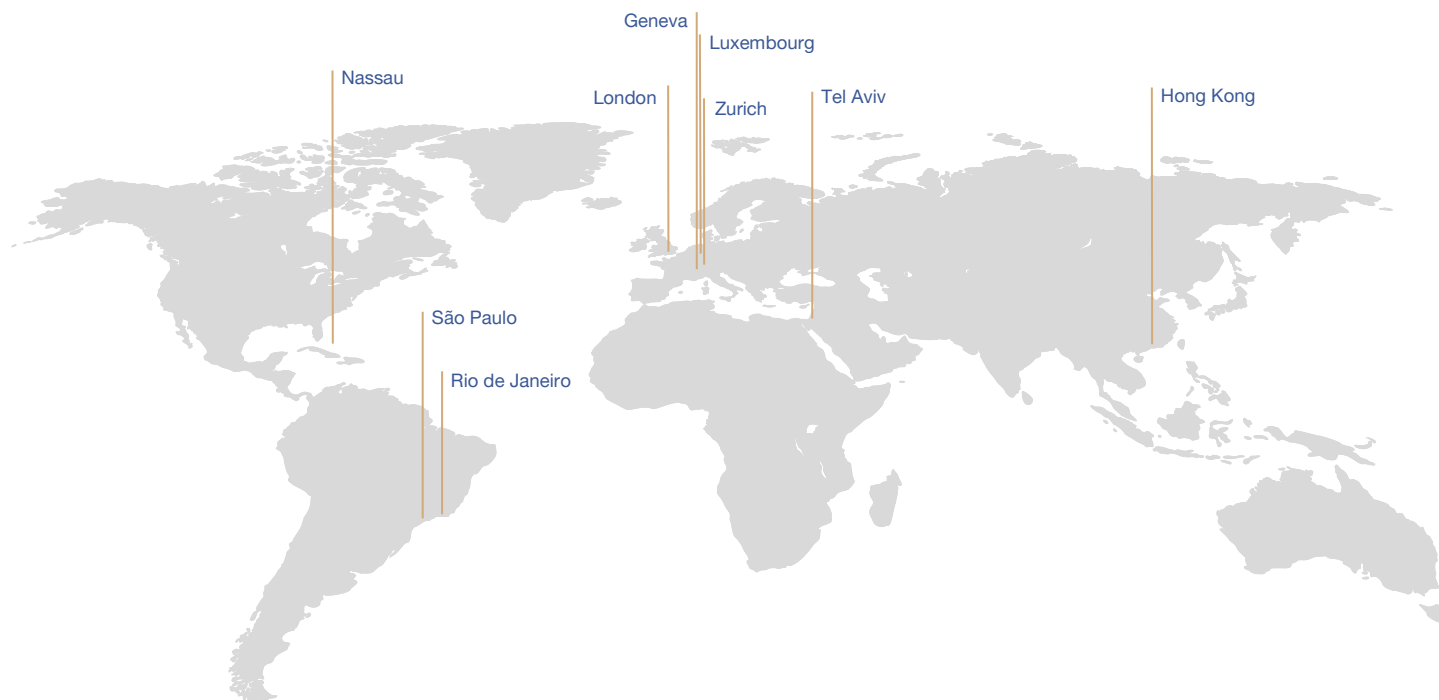 Geneva
Luxembourg
Nassau
London
Zurich
Tel Aviv
Hong Kong
São Paulo
Rio de Janeiro